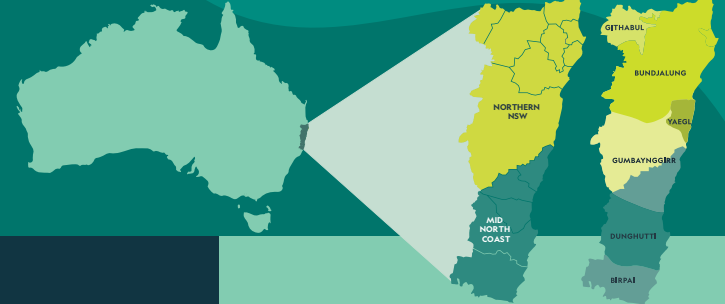 NORTHERN
NSW
MID
NORTH
COAST
GITHABUL
BUNDJALUNG
YAEGL
GUMBAYNGGIRR
DUNGHUTTI
BIRPAI